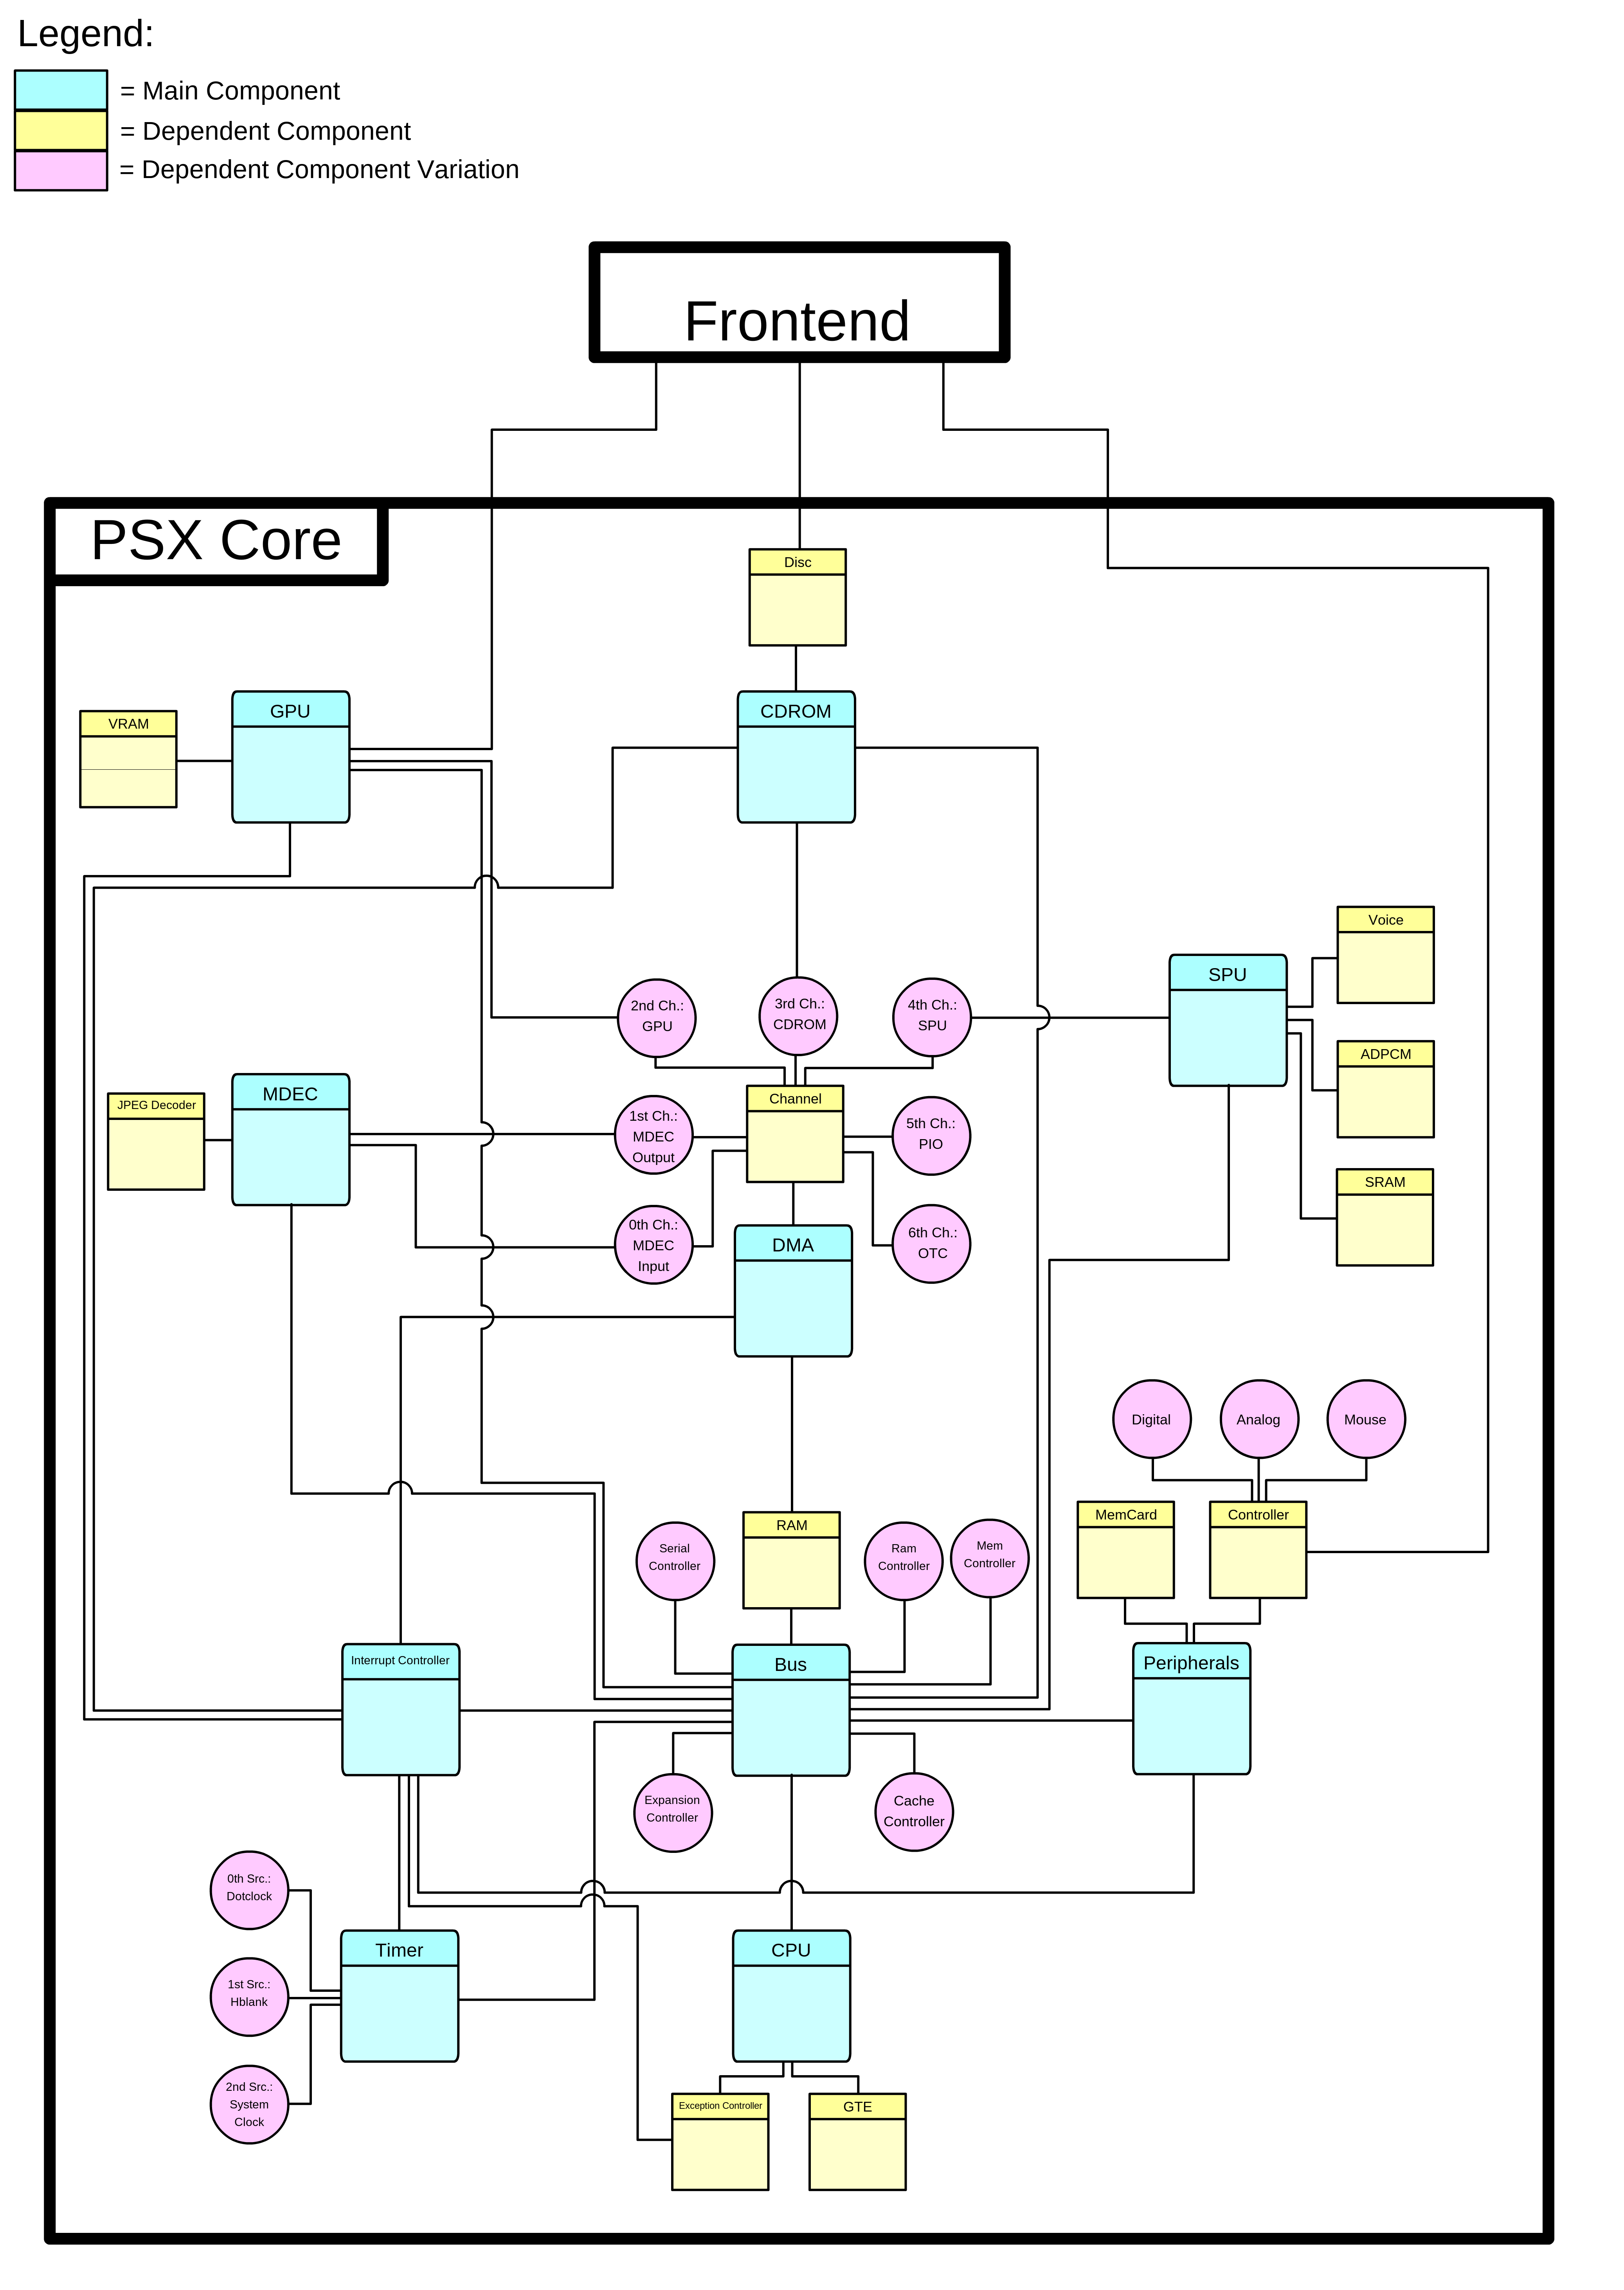 Legend:
= Main Component
= Dependent Component
= Dependent Component Variation
Frontend
PSX Core
Disc
GPU
CDROM
VRAM
Voice
SPU
2nd Ch.:
GPU
3rd Ch.:
CDROM
4th Ch.:
SPU
ADPCM
MDEC
JPEG Decoder
Channel
1st Ch.:
MDEC
Output
5th Ch.:
PIO
SRAM
0th Ch.:
MDEC
Input
DMA
6th Ch.:
OTC
Digital
Analog
Mouse
MemCard
Controller
RAM
Serial
Controller
Ram
Controller
Mem
Controller
Interrupt Controller
Bus
Peripherals
Expansion
Controller
Cache
Controller
0th Src.:
Dotclock
Timer
CPU
1st Src.:
Hblank
2nd Src.:
System
Clock
Exception Controller
GTE